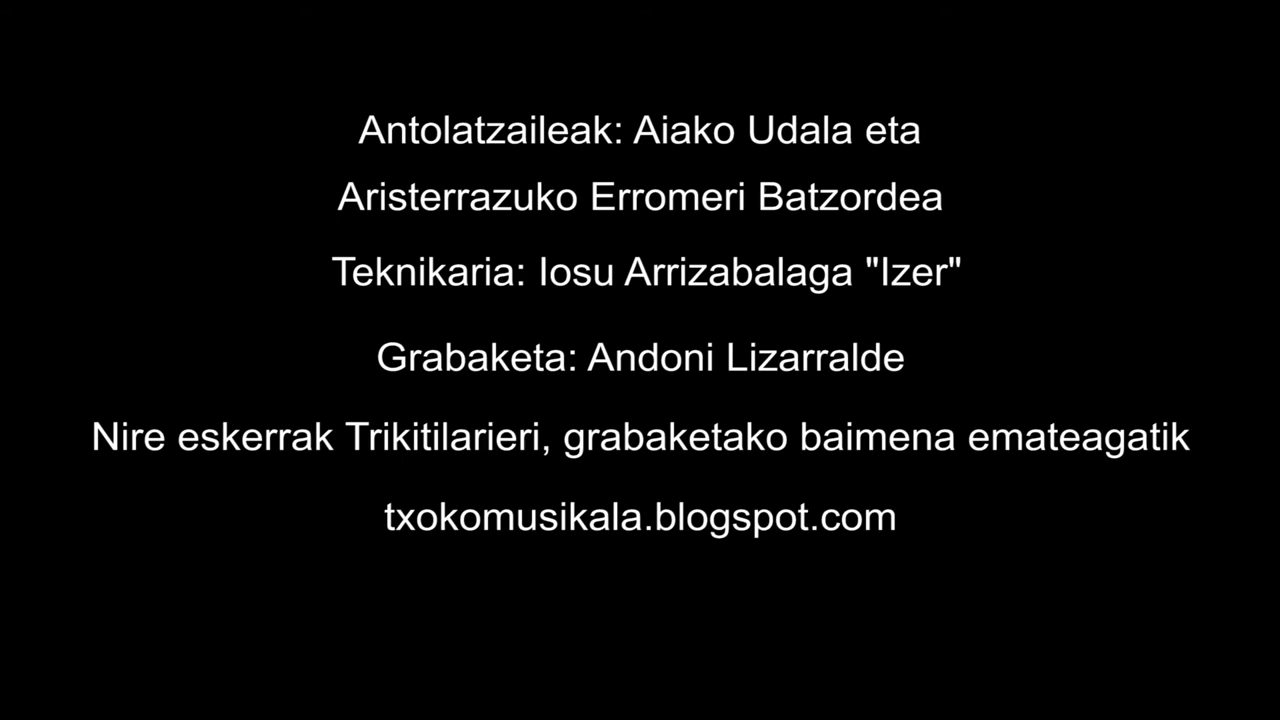 Antolatzaileak: Aiako Udala eta
Aristerrazuko Erromeri Batzordea
Teknikaria: Iosu Arrizabalaga "Izer"
Grabaketa: Andoni Lizarralde
Nire eskerrak Trikitilarieri, grabaketako baimena emateagatik
txokomusikala.blogspot.com